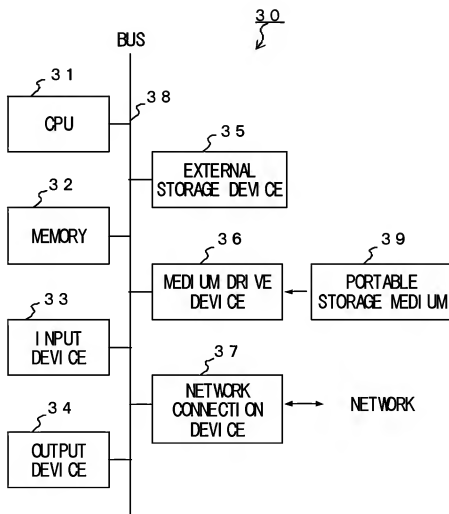 30
BUS
31
38
CPU
35
EXTERNAL
STORAGE DEVICE
32
MEMORY
36
39
MEDIUM DRIVE
DEVICE
PORTABLE
STORAGE MEDIUM
33
INPUT
DEVICE
37
NETWORK
CONNECTION
DEVICE
NETWORK
34
OUTPUT
DEVICE